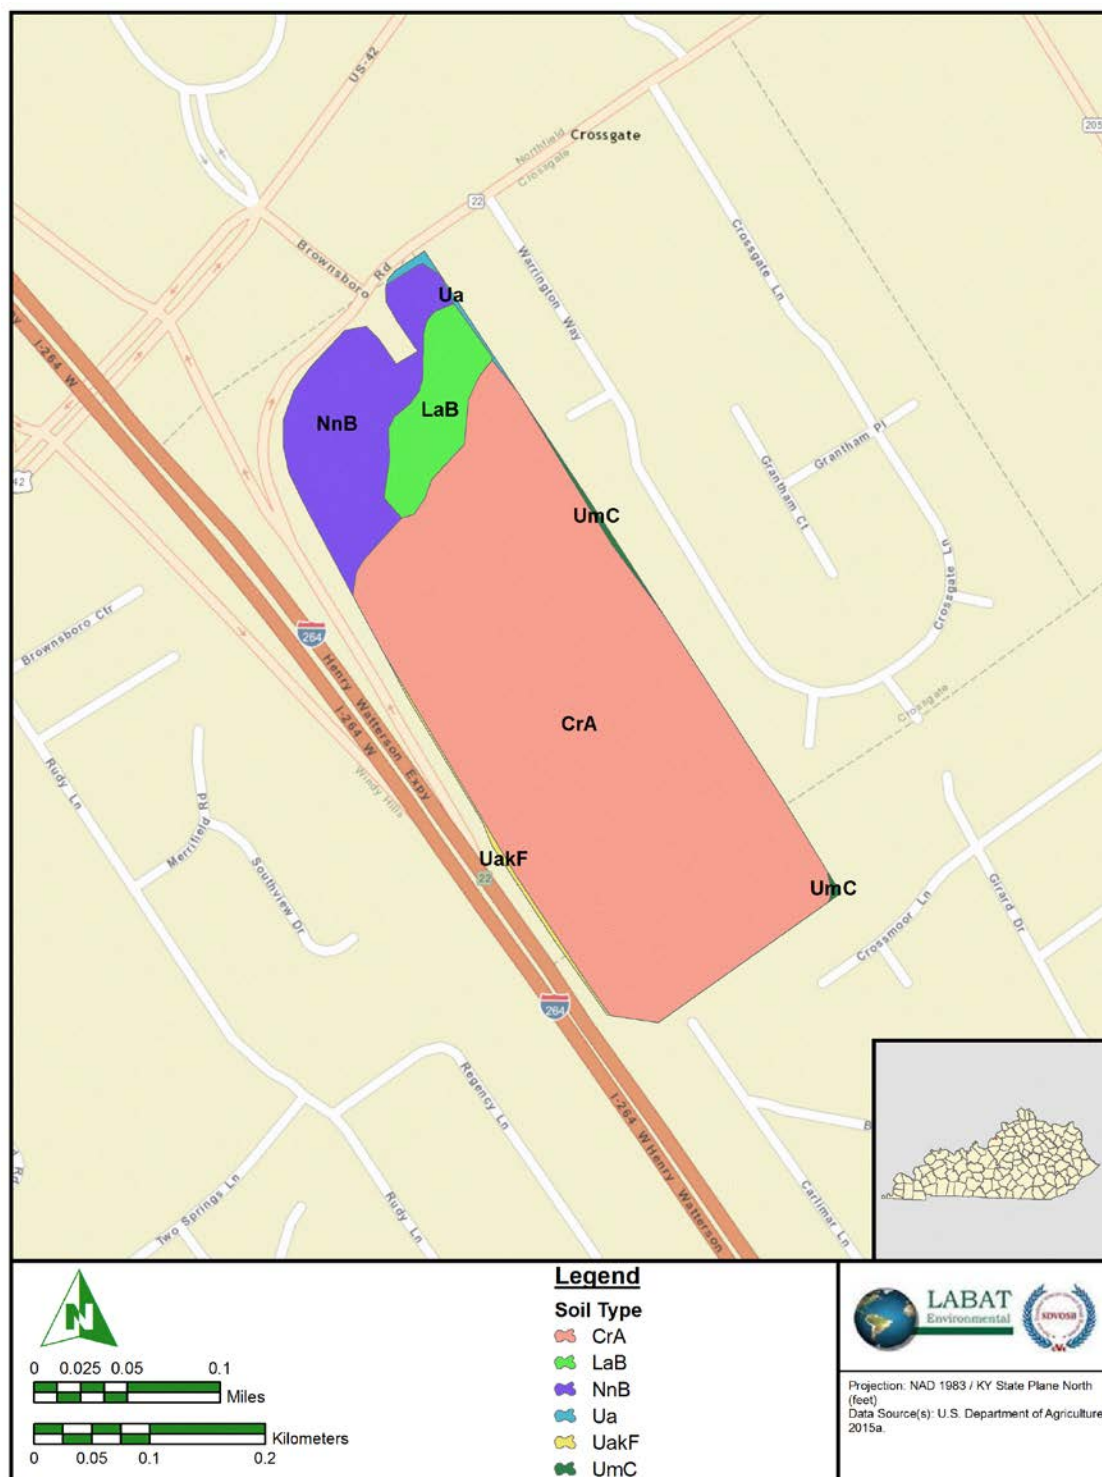 US-42
Northfield
Crossgate
Crossgate
205
22
Brownsboro
Rd
Warrington Way
Crossgate Ln
I-264 W
Ua
NnB
LaB
Grantham Pl
Grantham Ct
42
UmC
Crossgate Ln
Brownsboro Ctr
264
Henry Watterson Expy
I-264 W
Windy Hills
Crossgate
CrA
Rudy Ln
Merrifield Rd
Southview Dr
UakF
22
UmC
Crossmoor Ln
Girard Dr
264
Regency Ln
I-264 W
Henry Watterson
Carlimar Ln
B
Rd
Two Springs Ln
Rudy Ln
N
0 0.025 0.05 0.1
Miles
Kilometers
0 0.05 0.1 0.2
Legend
Soil Type
CrA
LaB
NnB
Ua
UakF
UmC
LABAT
Environmental
SDVOSB
Projection: NAD 1983 / KY State Plane North
(feet)
Data Source(s): U.S. Department of Agriculture
2015a.